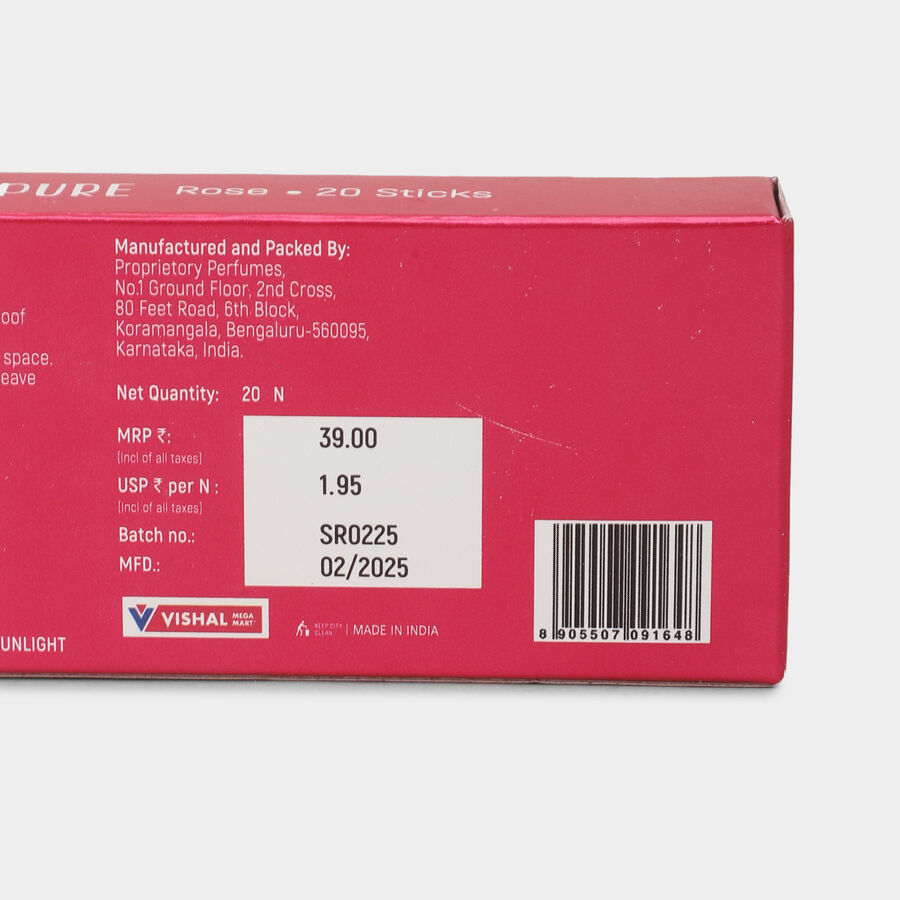 PURE Rose • 20 Sticks
Manufactured and Packed By:
Proprietory Perfumes,
No.1 Ground Floor, 2nd Cross,
80 Feet Road, 6th Block,
Koramangala, Bengaluru-560095,
Karnataka, India.
oof
space.
eave
Net Quantity: 20 N
MRP ₹: 39.00
(Incl of all taxes)
USP ₹ per N : 1.95
(Incl of all taxes)
Batch no.: SR0225
MFD.: 02/2025
VISHAL MEGA MART
KEEP CITY CLEAN | MADE IN INDIA
UNLIGHT
8 905507 091648